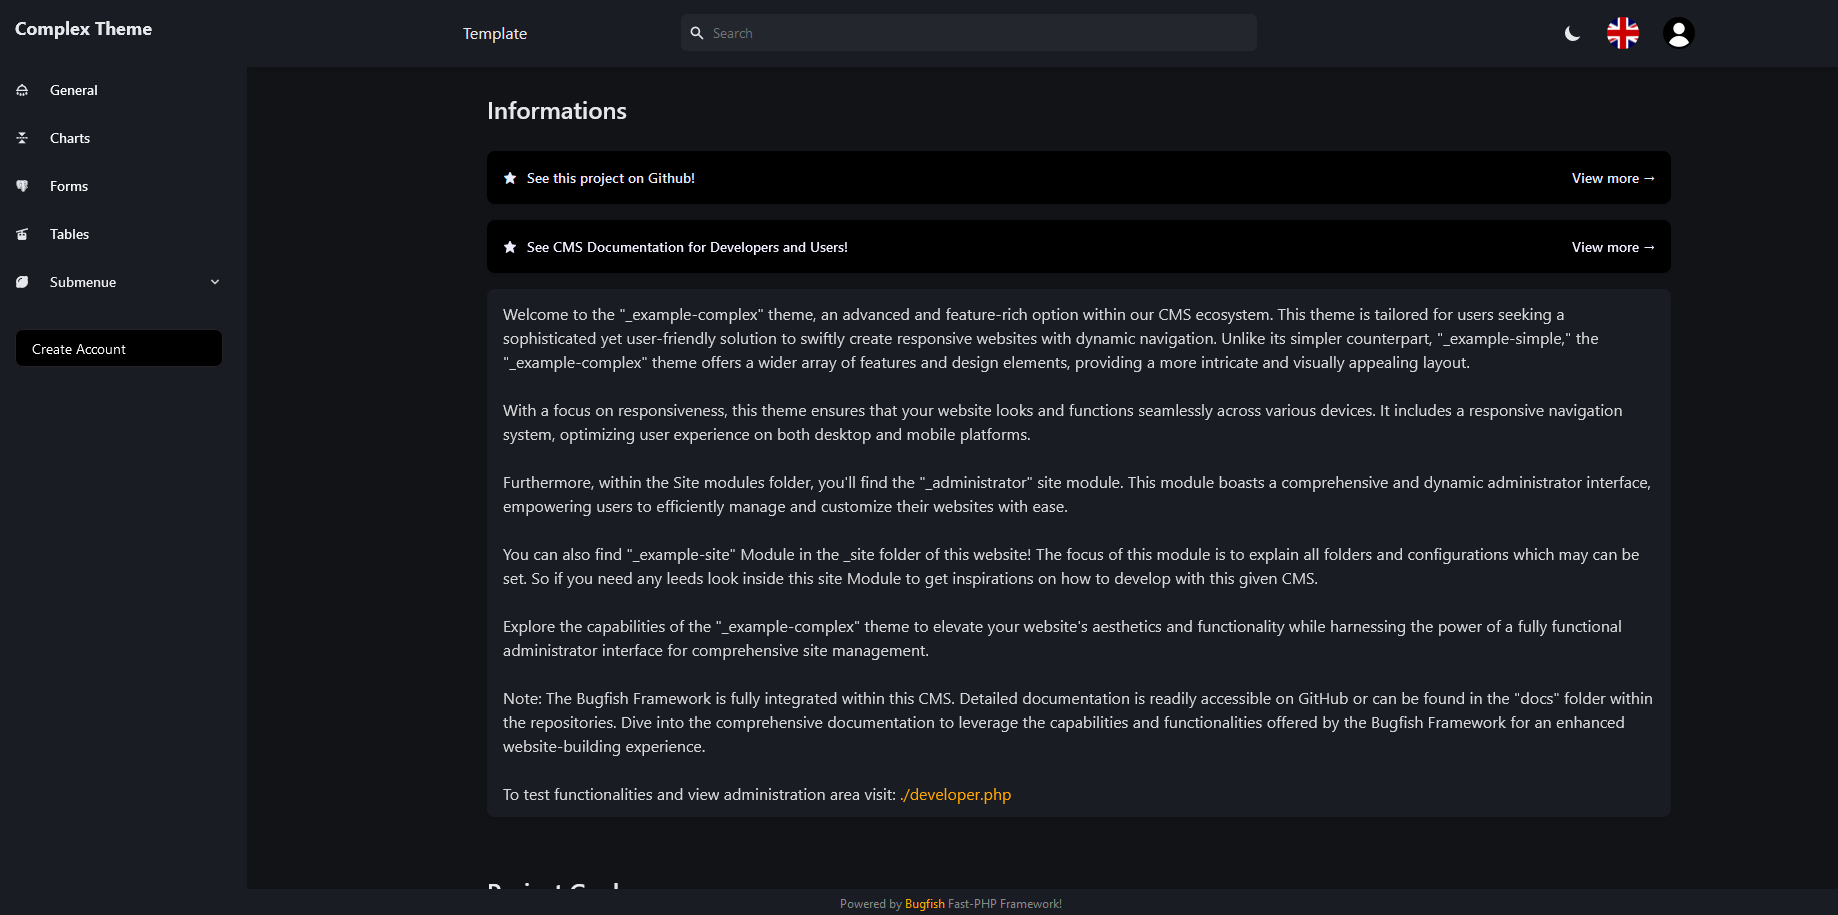 Complex Theme
Template
Search
General
Charts
Forms
Tables
Submenue
Create Account
Informations
See this project on Github!
View more →
See CMS Documentation for Developers and Users!
View more →
Welcome to the "_example-complex" theme, an advanced and feature-rich option within our CMS ecosystem. This theme is tailored for users seeking a
sophisticated yet user-friendly solution to swiftly create responsive websites with dynamic navigation. Unlike its simpler counterpart, "_example-simple," the
"_example-complex" theme offers a wider array of features and design elements, providing a more intricate and visually appealing layout.
With a focus on responsiveness, this theme ensures that your website looks and functions seamlessly across various devices. It includes a responsive navigation
system, optimizing user experience on both desktop and mobile platforms.
Furthermore, within the Site modules folder, you'll find the "_administrator" site module. This module boasts a comprehensive and dynamic administrator interface,
empowering users to efficiently manage and customize their websites with ease.
You can also find "_example-site" Module in the _site folder of this website! The focus of this module is to explain all folders and configurations which may can be
set. So if you need any leeds look inside this site Module to get inspirations on how to develop with this given CMS.
Explore the capabilities of the "_example-complex" theme to elevate your website's aesthetics and functionality while harnessing the power of a fully functional
administrator interface for comprehensive site management.
Note: The Bugfish Framework is fully integrated within this CMS. Detailed documentation is readily accessible on GitHub or can be found in the "docs" folder within
the repositories. Dive into the comprehensive documentation to leverage the capabilities and functionalities offered by the Bugfish Framework for an enhanced
website-building experience.
To test functionalities and view administration area visit: ./developer.php
Powered by Bugfish Fast-PHP Framework!